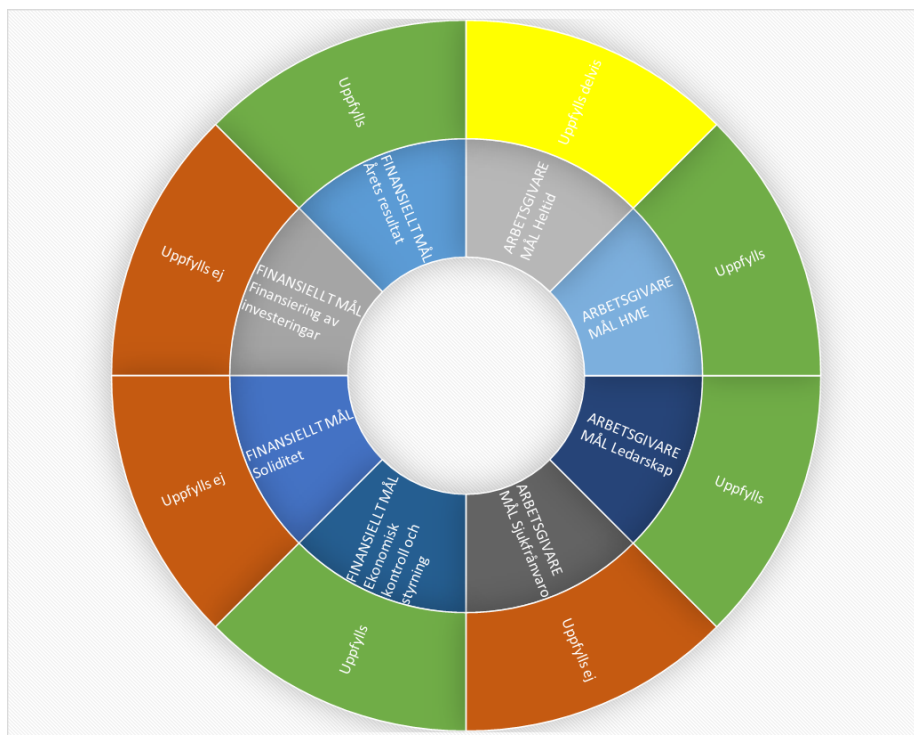 Uppfylls delvis
ARBETSGIVARE
MÅL Heltid
Uppfylls
ARBETSGIVARE
MÅL HME
Uppfylls
ARBETSGIVARE
MÅL Ledarskap
Uppfylls ej
ARBETSGIVARE
MÅL Sjukfrånvaro
Uppfylls
FINANSIELLT MÅL
Ekonomisk
kontroll och
styrning
Uppfylls ej
FINANSIELLT MÅL
Soliditet
Uppfylls ej
FINANSIELLT MÅL
Finansiering av
investeringar
Uppfylls
FINANSIELLT MÅL
Årets resultat